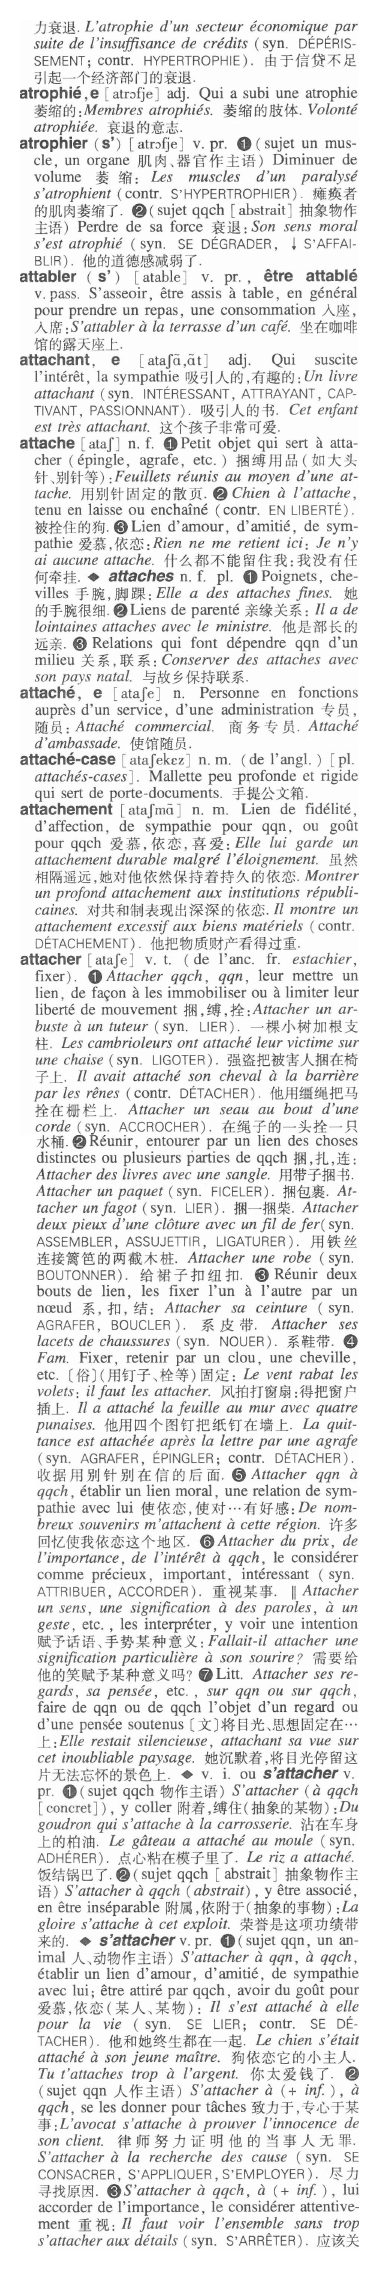 力衰退. L'atrophie d'un secteur économique par
suite de l'insuffisance de crédits (syn. DÉPÉRIS-
SEMENT; contr. HYPERTROPHIE). 由于信贷不足
引起一个经济部门的衰退.
atrophié, e [atrɔfje] adj. Qui a subi une atrophie
萎缩的:Membres atrophiés. 萎缩的肢体. Volonté
atrophiée. 衰退的意志.
atrophier (s') [atrɔfje] v. pr. ❶(sujet un mus-
cle, un organe 肌肉、器官作主语) Diminuer de
volume 萎缩: Les muscles d'un paralysé
s'atrophient (contr. S'HYPERTROPHIER). 瘫痪者
的肌肉萎缩了. ❷(sujet qqch [abstrait] 抽象物作
主语) Perdre de sa force 衰退:Son sens moral
s'est atrophié (syn. SE DÉGRADER, ↓ S'AFFAI-
BLIR). 他的道德感减弱了.
attabler (s') [atable] v. pr., être attablé
v. pass. S'asseoir, être assis à table, en général
pour prendre un repas, une consommation 入座,
入席:S'attabler à la terrasse d'un café. 坐在咖啡
馆的露天座上.
attachant, e [ataʃɑ̃,ɑ̃t] adj. Qui suscite
l'intérêt, la sympathie 吸引人的,有趣的:Un livre
attachant (syn. INTÉRESSANT, ATTRAYANT, CAP-
TIVANT, PASSIONNANT). 吸引人的书. Cet enfant
est très attachant. 这个孩子非常可爱.
attache [ataʃ] n. f. ❶Petit objet qui sert à atta-
cher (épingle, agrafe, etc.) 捆缚用品(如大头
针、别针等):Feuillets réunis au moyen d'une at-
tache. 用别针固定的散页. ❷ Chien à l'attache,
tenu en laisse ou enchaîné (contr. EN LIBERTÉ).
被拴住的狗. ❸ Lien d'amour, d'amitié, de sym-
pathie 爱慕,依恋:Rien ne me retient ici: Je n'y
ai aucune attache. 什么都不能留住我:我没有任
何牵挂. ◆ attaches n. f. pl. ❶Poignets, che-
villes 手腕,脚踝:Elle a des attaches fines. 她
的手腕很细. ❷Liens de parenté 亲缘关系: Il a de
lointaines attaches avec le ministre. 他是部长的
远亲. ❸ Relations qui font dépendre qqn d'un
milieu 关系,联系: Conserver des attaches avec
son pays natal. 与故乡保持联系.
attaché, e [ataʃe] n. Personne en fonctions
auprès d'un service, d'une administration 专员,
随员: Attaché commercial. 商务专员. Attaché
d'ambassade. 使馆随员.
attaché-case [ataʃekɛz] n. m. (de l'angl.) [pl.
attachés-cases]. Mallette peu profonde et rigide
qui sert de porte-documents. 手提公文箱.
attachement [ataʃmɑ̃] n. m. Lien de fidélité,
d'affection, de sympathie pour qqn, ou goût
pour qqch 爱慕,依恋,喜爱: Elle lui garde un
attachement durable malgré l'éloignement. 虽然
相隔遥远,她对他依然保持着持久的依恋. Montrer
un profond attachement aux institutions républi-
caines. 对共和制表现出深深的依恋. Il montre un
attachement excessif aux biens matériels (contr.
DÉTACHEMENT). 他把物质财产看得过重.
attacher [ataʃe] v. t. (de l'anc. fr. estachier,
fixer). ❶ Attacher qqch, qqn, leur mettre un
lien, de façon à les immobiliser ou à limiter leur
liberté de mouvement 捆,缚,拴:Attacher un ar-
buste à un tuteur (syn. LIER). 一棵小树加根支
柱. Les cambrioleurs ont attaché leur victime sur
une chaise (syn. LIGOTER). 强盗把被害人捆在椅
子上. Il avait attaché son cheval à la barrière
par les rênes (contr. DÉTACHER). 他用缰绳把马
拴在栅栏上. Attacher un seau au bout d'une
corde (syn. ACCROCHER). 在绳子的一头拴一只
水桶. ❷Réunir, entourer par un lien des choses
distinctes ou plusieurs parties de qqch 捆,扎,连:
Attacher des livres avec une sangle. 用带子捆书.
Attacher un paquet (syn. FICELER). 捆包裹. At-
tacher un fagot (syn. LIER). 捆一捆柴. Attacher
deux pieux d'une clôture avec un fil de fer(syn.
ASSEMBLER, ASSUJETTIR, LIGATURER). 用铁丝
连接篱笆的两截木桩. Attacher une robe (syn.
BOUTONNER). 给裙子扣纽扣. ❸ Réunir deux
bouts de lien, les fixer l'un à l'autre par un
nœud 系,扣,结: Attacher sa ceinture (syn.
AGRAFER, BOUCLER). 系皮带. Attacher ses
lacets de chaussures (syn. NOUER). 系鞋带. ❹
Fam. Fixer, retenir par un clou, une cheville,
etc. [俗](用钉子、栓等)固定: Le vent rabat les
volets; il faut les attacher. 风拍打窗扇:得把窗户
插上. Il a attaché la feuille au mur avec quatre
punaises. 他用四个图钉把纸钉在墙上. La quit-
tance est attachée après la lettre par une agrafe
(syn. AGRAFER, ÉPINGLER; contr. DÉTACHER).
收据用别针别在信的后面. ❺ Attacher qqn à
qqch, établir un lien moral, une relation de sym-
pathie avec lui 使依恋,使对…有好感:De nom-
breux souvenirs m'attachent à cette région. 许多
回忆使我依恋这个地区. ❻ Attacher du prix, de
l'importance, de l'intérêt à qqch, le considérer
comme précieux, important, intéressant (syn.
ATTRIBUER, ACCORDER). 重视某事. ‖ Attacher
un sens, une signification à des paroles, à un
geste, etc., les interpréter, y voir une intention
赋予话语、手势某种意义:Fallait-il attacher une
signification particulière à son sourire? 需要给
他的笑赋予某种意义吗? ❼ Litt. Attacher ses re-
gards, sa pensée, etc., sur qqn ou sur qqch,
faire de qqn ou de qqch l'objet d'un regard ou
d'une pensée soutenus [文]将目光、思想固定在…
上:Elle restait silencieuse, attachant sa vue sur
cet inoubliable paysage. 她沉默着,将目光停留这
片无法忘怀的景色上. ◆ v. i. ou s'attacher v.
pr. ❶(sujet qqch 物作主语) S'attacher (à qqch
[concret]), y coller 附着,缚住(抽象的某物):Du
goudron qui s'attache à la carrosserie. 沾在车身
上的柏油. Le gâteau a attaché au moule (syn.
ADHÉRER). 点心粘在模子里了. Le riz a attaché.
饭结锅巴了. ❷(sujet qqch [abstrait] 抽象物作主
语) S'attacher à qqch (abstrait), y être associé,
en être inséparable 附属,依附于(抽象的事物):La
gloire s'attache à cet exploit. 荣誉是这项功绩带
来的. ◆ s'attacher v. pr. ❶(sujet qqn, un an-
imal 人、动物作主语) S'attacher à qqn, à qqch,
établir un lien d'amour, d'amitié, de sympathie
avec lui; être attiré par qqch, avoir du goût pour
爱慕,依恋(某人、某物): Il s'est attaché à elle
pour la vie (syn. SE LIER; contr. SE DÉ-
TACHER). 他和她终生都在一起. Le chien s'était
attaché à son jeune maître. 狗依恋它的小主人.
Tu t'attaches trop à l'argent. 你太爱钱了. ❷
(sujet qqn 人作主语) S'attacher à (+ inf.), à
qqch, se les donner pour tâches 致力于,专心于某
事:L'avocat s'attache à prouver l'innocence de
son client. 律师努力证明他的当事人无罪.
S'attacher à la recherche des cause (syn. SE
CONSACRER, S'APPLIQUER,S'EMPLOYER). 尽力
寻找原因. ❸S'attacher à qqch, à (+ inf.), lui
accorder de l'importance, le considérer attentive-
ment 重视: Il faut voir l'ensemble sans trop
s'attacher aux détails (syn. S'ARRÊTER). 应该关